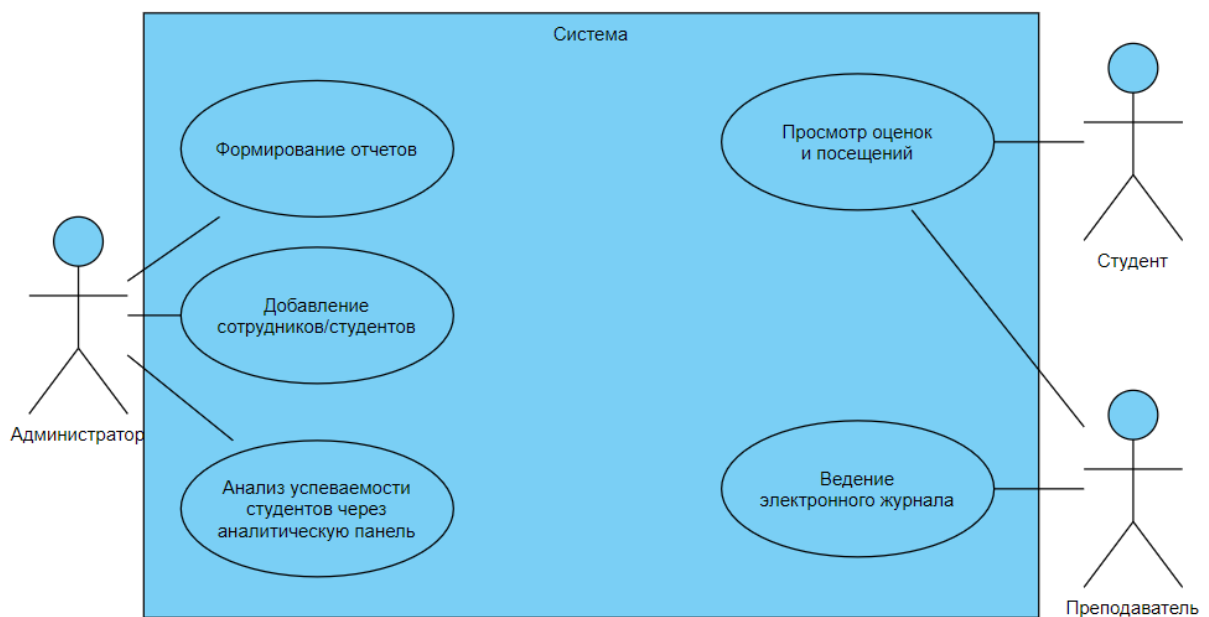 Система
Формирование отчетов
Просмотр оценок
и посещений
Студент
Добавление
сотрудников/студентов
Администратор
Анализ успеваемости
студентов через
аналитическую панель
Ведение
электронного журнала
Преподаватель